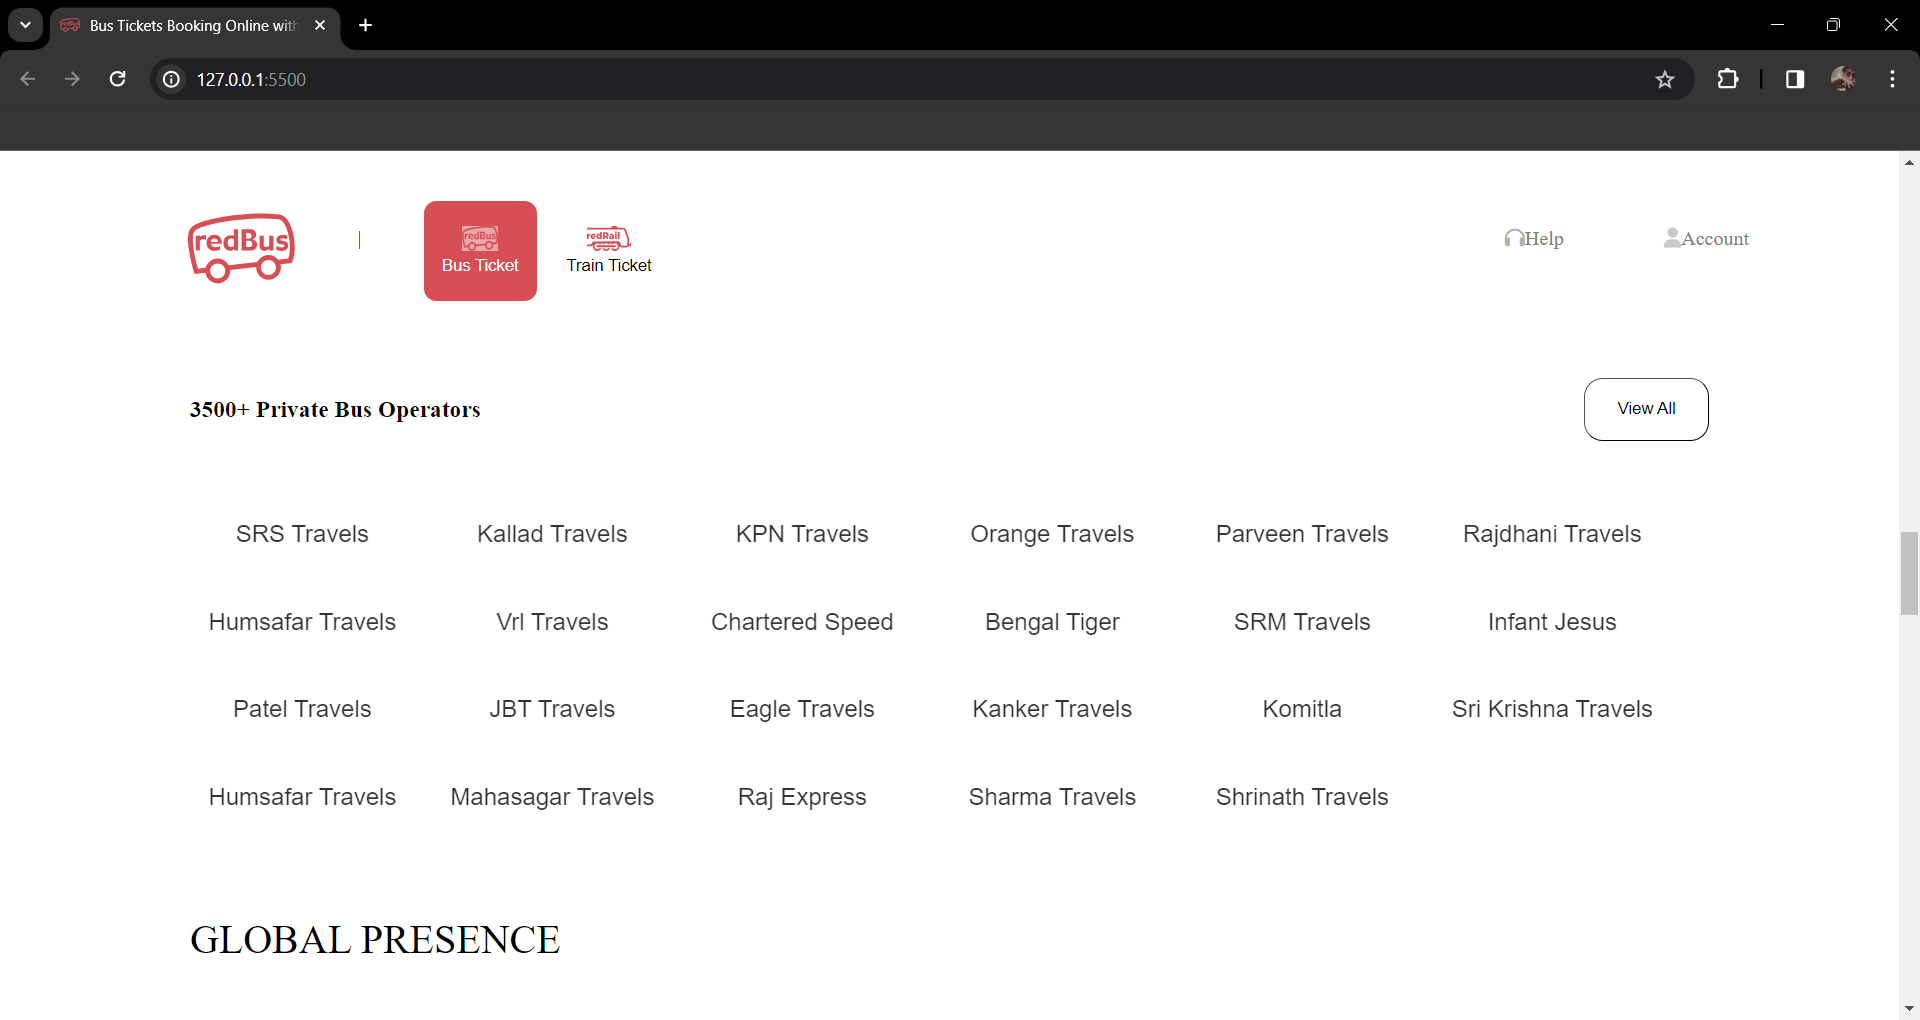 Bus Tickets Booking Online with
127.0.0.1:5500
redBus
redBus
Bus Ticket
redRail
Train Ticket
Help
Account
3500+ Private Bus Operators
View All
SRS Travels Kallad Travels KPN Travels Orange Travels Parveen Travels Rajdhani Travels
Humsafar Travels Vrl Travels Chartered Speed Bengal Tiger SRM Travels Infant Jesus
Patel Travels JBT Travels Eagle Travels Kanker Travels Komitla Sri Krishna Travels
Humsafar Travels Mahasagar Travels Raj Express Sharma Travels Shrinath Travels
GLOBAL PRESENCE